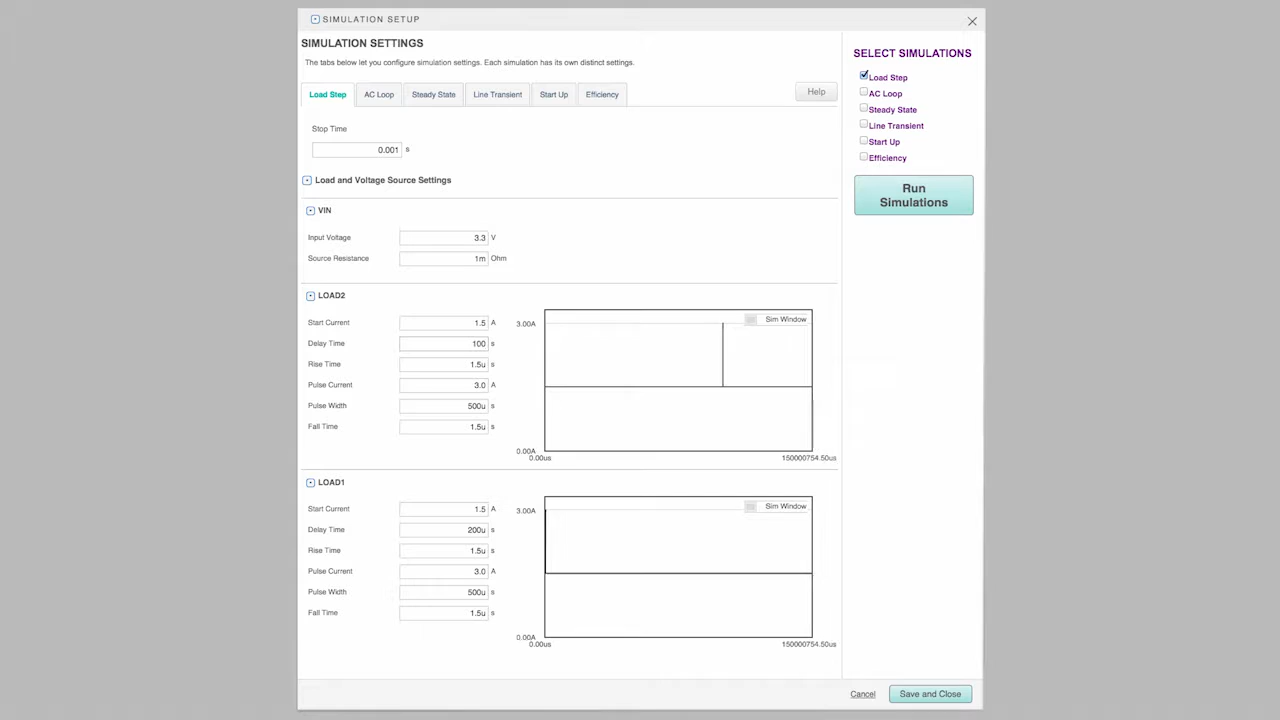 SIMULATION SETUP
SIMULATION SETTINGS
The tabs below let you configure simulation settings. Each simulation has its own distinct settings.
Load Step AC Loop Steady State Line Transient Start Up Efficiency Help
Stop Time
0.001 s
Load and Voltage Source Settings
VIN
Input Voltage 3.3 V
Source Resistance 1m Ohm
LOAD2
Start Current 1.5 A
Delay Time 100 s
Rise Time 1.5u s
Pulse Current 3.0 A
Pulse Width 500u s
Fall Time 1.5u s
3.00A
Sim Window
0.00A
0.00us 150000754.50us
LOAD1
Start Current 1.5 A
Delay Time 200u s
Rise Time 1.5u s
Pulse Current 3.0 A
Pulse Width 500u s
Fall Time 1.5u s
3.00A
Sim Window
0.00A
0.00us 150000754.50us
SELECT SIMULATIONS
Load Step
AC Loop
Steady State
Line Transient
Start Up
Efficiency
Run
Simulations
Cancel Save and Close